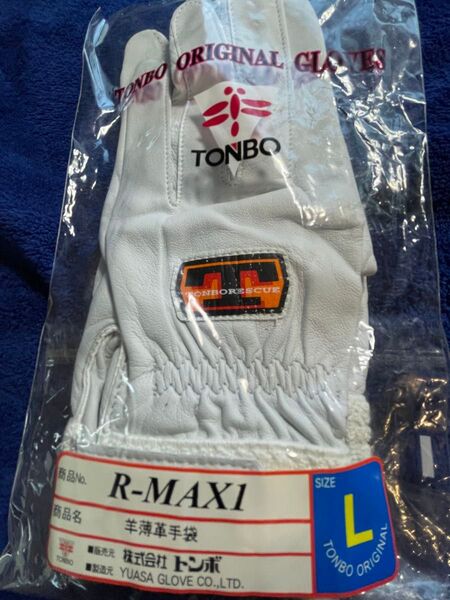 TONBO ORIGINAL GLOVES
TONBO
TONBORESCUE
商品No. R-MAX1
商品名 羊薄革手袋
■販売元 株式会社 トンボ
■製造元 YUASA GLOVE CO.,LTD.
TONBO
SIZE
L
TONBO ORIGINAL